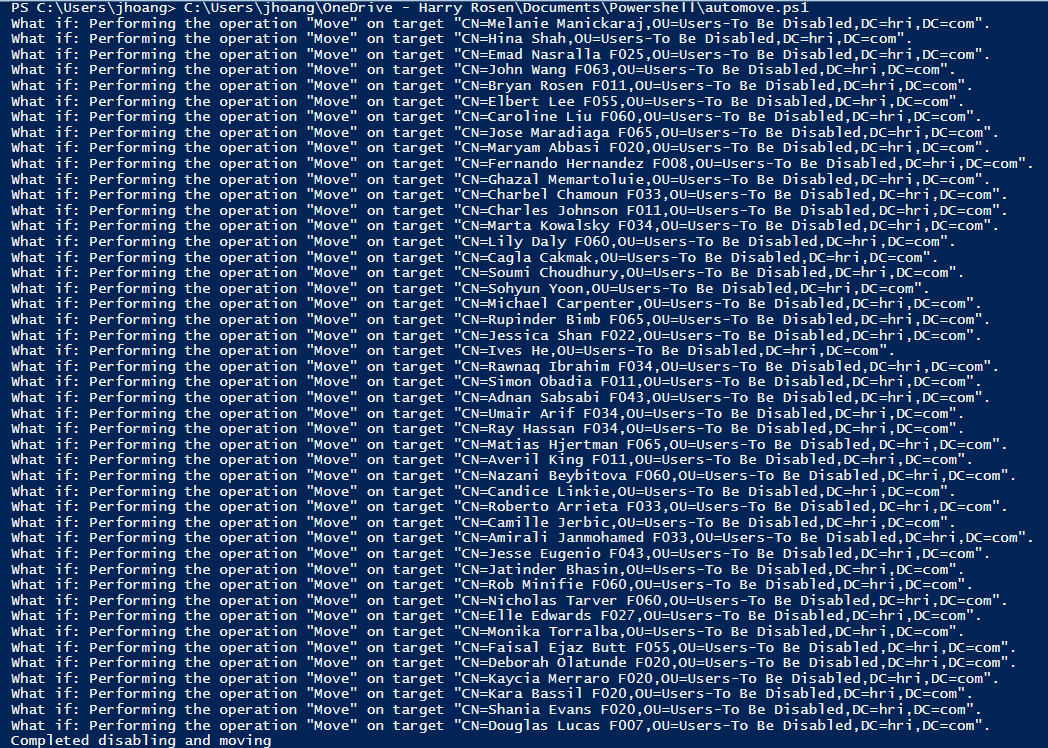 PS C:\Users\jhoang> C:\Users\jhoang\OneDrive - Harry Rosen\Documents\Powershell\automove.ps1
What if: Performing the operation "Move" on target "CN=Melanie Manickaraj,OU=Users-To Be Disabled,DC=hri,DC=com".
What if: Performing the operation "Move" on target "CN=Hina Shah,OU=Users-To Be Disabled,DC=hri,DC=com".
What if: Performing the operation "Move" on target "CN=Emad Nasralla F025,OU=Users-To Be Disabled,DC=hri,DC=com".
What if: Performing the operation "Move" on target "CN=John Wang F063,OU=Users-To Be Disabled,DC=hri,DC=com".
What if: Performing the operation "Move" on target "CN=Bryan Rosen F011,OU=Users-To Be Disabled,DC=hri,DC=com".
What if: Performing the operation "Move" on target "CN=Elbert Lee F055,OU=Users-To Be Disabled,DC=hri,DC=com".
What if: Performing the operation "Move" on target "CN=Caroline Liu F060,OU=Users-To Be Disabled,DC=hri,DC=com".
What if: Performing the operation "Move" on target "CN=Jose Maradiaga F065,OU=Users-To Be Disabled,DC=hri,DC=com".
What if: Performing the operation "Move" on target "CN=Maryam Abbasi F020,OU=Users-To Be Disabled,DC=hri,DC=com".
What if: Performing the operation "Move" on target "CN=Fernando Hernandez F008,OU=Users-To Be Disabled,DC=hri,DC=com".
What if: Performing the operation "Move" on target "CN=Ghazal Memartoluie,OU=Users-To Be Disabled,DC=hri,DC=com".
What if: Performing the operation "Move" on target "CN=Charbel Chamoun F033,OU=Users-To Be Disabled,DC=hri,DC=com".
What if: Performing the operation "Move" on target "CN=Charles Johnson F011,OU=Users-To Be Disabled,DC=hri,DC=com".
What if: Performing the operation "Move" on target "CN=Marta Kowalsky F034,OU=Users-To Be Disabled,DC=hri,DC=com".
What if: Performing the operation "Move" on target "CN=Lily Daly F060,OU=Users-To Be Disabled,DC=hri,DC=com".
What if: Performing the operation "Move" on target "CN=Cagla Cakmak,OU=Users-To Be Disabled,DC=hri,DC=com".
What if: Performing the operation "Move" on target "CN=Soumi Choudhury,OU=Users-To Be Disabled,DC=hri,DC=com".
What if: Performing the operation "Move" on target "CN=Sohyun Yoon,OU=Users-To Be Disabled,DC=hri,DC=com".
What if: Performing the operation "Move" on target "CN=Michael Carpenter,OU=Users-To Be Disabled,DC=hri,DC=com".
What if: Performing the operation "Move" on target "CN=Rupinder Bimb F065,OU=Users-To Be Disabled,DC=hri,DC=com".
What if: Performing the operation "Move" on target "CN=Jessica Shan F022,OU=Users-To Be Disabled,DC=hri,DC=com".
What if: Performing the operation "Move" on target "CN=Ives He,OU=Users-To Be Disabled,DC=hri,DC=com".
What if: Performing the operation "Move" on target "CN=Rawnaq Ibrahim F034,OU=Users-To Be Disabled,DC=hri,DC=com".
What if: Performing the operation "Move" on target "CN=Simon Obadia F011,OU=Users-To Be Disabled,DC=hri,DC=com".
What if: Performing the operation "Move" on target "CN=Adnan Sabsabi F043,OU=Users-To Be Disabled,DC=hri,DC=com".
What if: Performing the operation "Move" on target "CN=Umair Arif F034,OU=Users-To Be Disabled,DC=hri,DC=com".
What if: Performing the operation "Move" on target "CN=Ray Hassan F034,OU=Users-To Be Disabled,DC=hri,DC=com".
What if: Performing the operation "Move" on target "CN=Matias Hjertman F065,OU=Users-To Be Disabled,DC=hri,DC=com".
What if: Performing the operation "Move" on target "CN=Averil King F011,OU=Users-To Be Disabled,DC=hri,DC=com".
What if: Performing the operation "Move" on target "CN=Nazani Beybitova F060,OU=Users-To Be Disabled,DC=hri,DC=com".
What if: Performing the operation "Move" on target "CN=Candice Linkie,OU=Users-To Be Disabled,DC=hri,DC=com".
What if: Performing the operation "Move" on target "CN=Roberto Arrieta F033,OU=Users-To Be Disabled,DC=hri,DC=com".
What if: Performing the operation "Move" on target "CN=Camille Jerbic,OU=Users-To Be Disabled,DC=hri,DC=com".
What if: Performing the operation "Move" on target "CN=Amirali Janmohamed F033,OU=Users-To Be Disabled,DC=hri,DC=com".
What if: Performing the operation "Move" on target "CN=Jesse Eugenio F043,OU=Users-To Be Disabled,DC=hri,DC=com".
What if: Performing the operation "Move" on target "CN=Jatinder Bhasin,OU=Users-To Be Disabled,DC=hri,DC=com".
What if: Performing the operation "Move" on target "CN=Rob Minifie F060,OU=Users-To Be Disabled,DC=hri,DC=com".
What if: Performing the operation "Move" on target "CN=Nicholas Tarver F060,OU=Users-To Be Disabled,DC=hri,DC=com".
What if: Performing the operation "Move" on target "CN=Elle Edwards F027,OU=Users-To Be Disabled,DC=hri,DC=com".
What if: Performing the operation "Move" on target "CN=Monika Torralba,OU=Users-To Be Disabled,DC=hri,DC=com".
What if: Performing the operation "Move" on target "CN=Faisal Ejaz Butt F055,OU=Users-To Be Disabled,DC=hri,DC=com".
What if: Performing the operation "Move" on target "CN=Deborah Olatunde F020,OU=Users-To Be Disabled,DC=hri,DC=com".
What if: Performing the operation "Move" on target "CN=Kaycia Merraro F020,OU=Users-To Be Disabled,DC=hri,DC=com".
What if: Performing the operation "Move" on target "CN=Kara Bassil F020,OU=Users-To Be Disabled,DC=hri,DC=com".
What if: Performing the operation "Move" on target "CN=Shania Evans F020,OU=Users-To Be Disabled,DC=hri,DC=com".
What if: Performing the operation "Move" on target "CN=Douglas Lucas F007,OU=Users-To Be Disabled,DC=hri,DC=com".
Completed disabling and moving